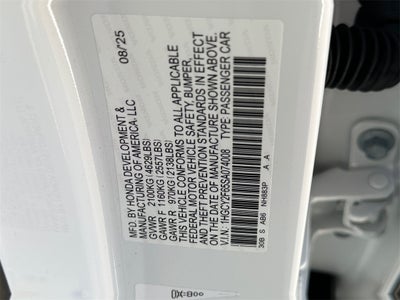 08/25
MFD. BY HONDA DEVELOPMENT &
MANUFACTURING OF AMERICA, LLC
GVWR 2100KG(4629LBS)
GAWR F 1160KG(2557LBS)
GAWR R 970KG(2138LBS)
THIS VEHICLE CONFORMS TO ALL APPLICABLE
FEDERAL MOTOR VEHICLE SAFETY, BUMPER,
AND THEFT PREVENTION STANDARDS IN EFFECT
ON THE DATE OF MANUFACTURE SHOWN ABOVE.
V.I.N.: 1HGCY2F65SA074008 TYPE:PASSENGER CAR
NH883P A A